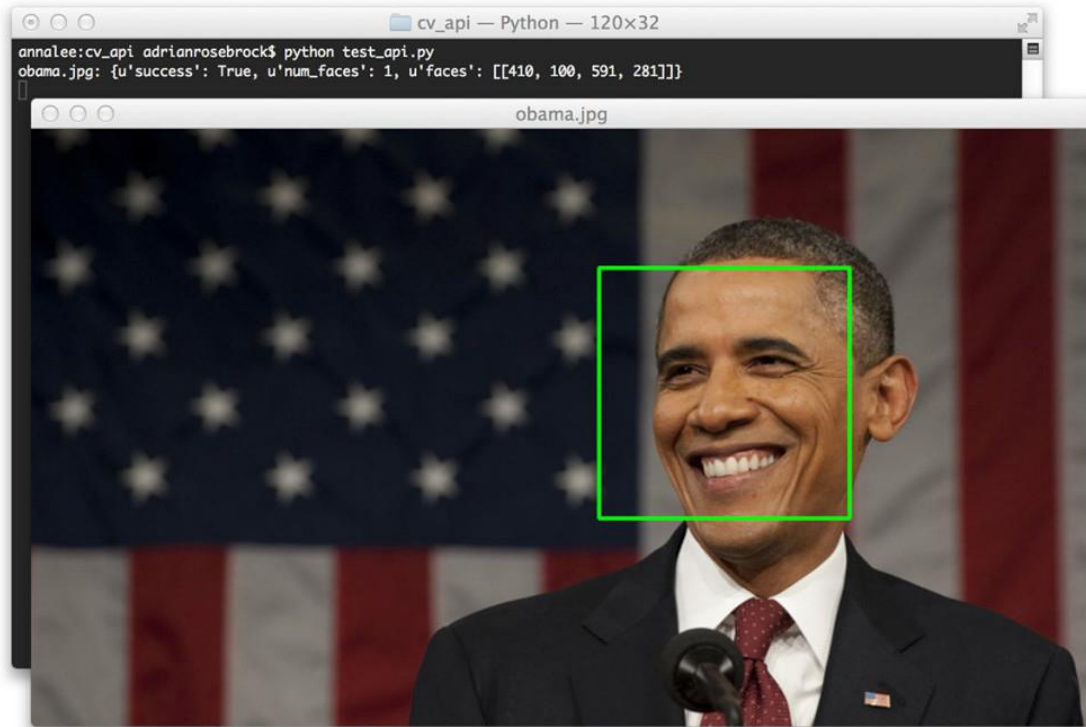 cv_api — Python — 120×32
annalee:cv_api adrianrosebrock$ python test_api.py
obama.jpg: {u'success': True, u'num_faces': 1, u'faces': [[410, 100, 591, 281]]}
obama.jpg